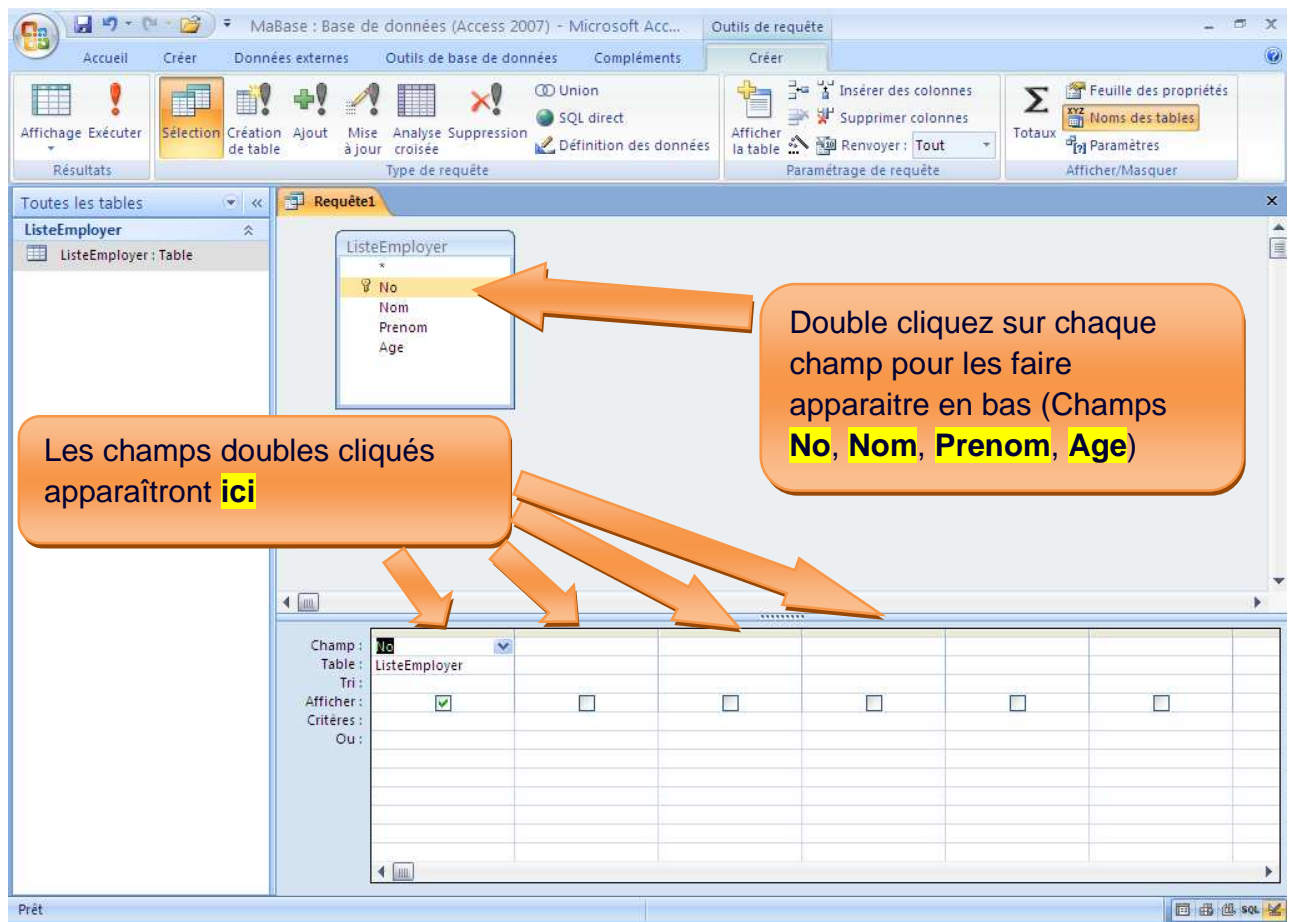 MaBase : Base de données (Access 2007) - Microsoft Acc...
Outils de requête
Accueil
Créer
Données externes
Outils de base de données
Compléments
Créer
Affichage
Exécuter
Résultats
Sélection
Création de table
Ajout
Mise à jour
Analyse croisée
Suppression
Union
SQL direct
Définition des données
Type de requête
Afficher la table
Insérer des colonnes
Supprimer colonnes
Renvoyer : Tout
Paramétrage de requête
Totaux
Feuille des propriétés
XYZ
Noms des tables
Paramètres
Afficher/Masquer
Toutes les tables
ListeEmployer
ListeEmployer : Table
Requête1
ListeEmployer
*
No
Nom
Prenom
Age
Double cliquez sur chaque
champ pour les faire
apparaitre en bas (Champs
No, Nom, Prenom, Age)
Les champs doubles cliqués
apparaîtront ici
Champ : No
Table : ListeEmployer
Tri :
Afficher :
Critères :
Ou :
Prêt
SQL